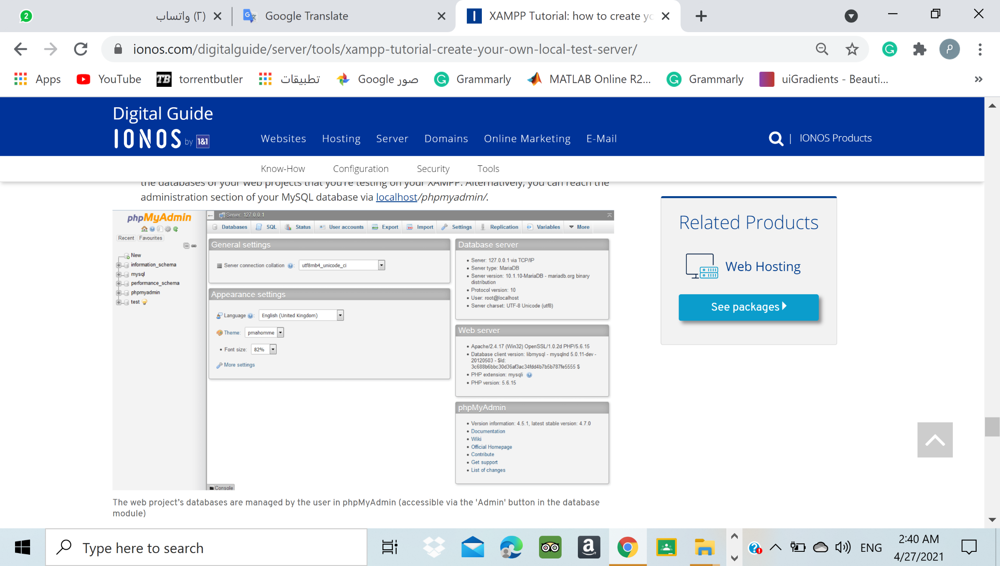 2
(٢) واتساب
Google Translate
XAMPP Tutorial: how to create yo
ionos.com/digitalguide/server/tools/xampp-tutorial-create-your-own-local-test-server/
Apps
YouTube
torrentbutler
تطبيقات
صور Google
Grammarly
MATLAB Online R2...
Grammarly
uiGradients - Beauti...
Digital Guide
IONOS by 1&1
Websites
Hosting
Server
Domains
Online Marketing
E-Mail
IONOS Products
Know-How
Configuration
Security
Tools
the databases of your web projects that you're testing on your XAMPP. Alternatively, you can reach the
administration section of your MySQL database via localhost/phpmyadmin/.
phpMyAdmin
Recent
Favourites
New
information_schema
mysql
performance_schema
phpmyadmin
test
Server: 127.0.0.1
Databases
SQL
Status
User accounts
Export
Import
Settings
Replication
Variables
More
General settings
Server connection collation
utf8mb4_unicode_ci
Appearance settings
Language
English (United Kingdom)
Theme:
pmahomme
• Font size:
82%
More settings
Console
Database server
• Server: 127.0.0.1 via TCP/IP
• Server type: MariaDB
• Server version: 10.1.10-MariaDB - mariadb.org binary
distribution
• Protocol version: 10
• User: root@localhost
• Server charset: UTF-8 Unicode (utf8)
Web server
• Apache/2.4.17 (Win32) OpenSSL/1.0.2d PHP/5.6.15
• Database client version: libmysql - mysqlnd 5.0.11-dev -
20120503 - $Id:
3c688b6bbc30d36af3ac34fdd4b7b5b787fe5555 $
• PHP extension: mysqli
• PHP version: 5.6.15
phpMyAdmin
• Version information: 4.5.1, latest stable version: 4.7.0
• Documentation
• Wiki
• Official Homepage
• Contribute
• Get support
• List of changes
The web project's databases are managed by the user in phpMyAdmin (accessible via the 'Admin' button in the database
module)
Related Products
Web Hosting
See packages
Type here to search
ENG
2:40 AM
4/27/2021